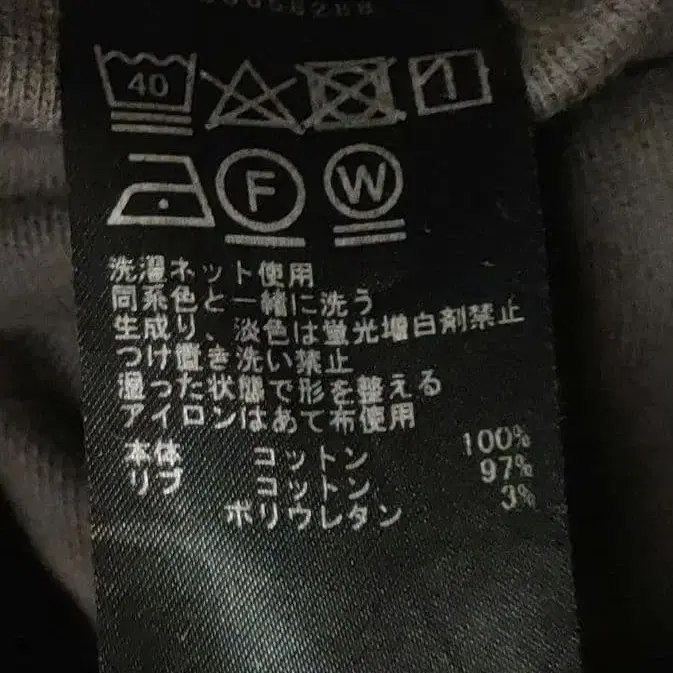 40
F W
洗濯ネット使用
同系色と一緒に洗う
生成り、淡色は蛍光増白剤禁止
つけ置き洗い禁止
湿った状態で形を整える
アイロンはあて布使用
本体 コットン 100%
リブ コットン 97%
ポリウレタン 3%